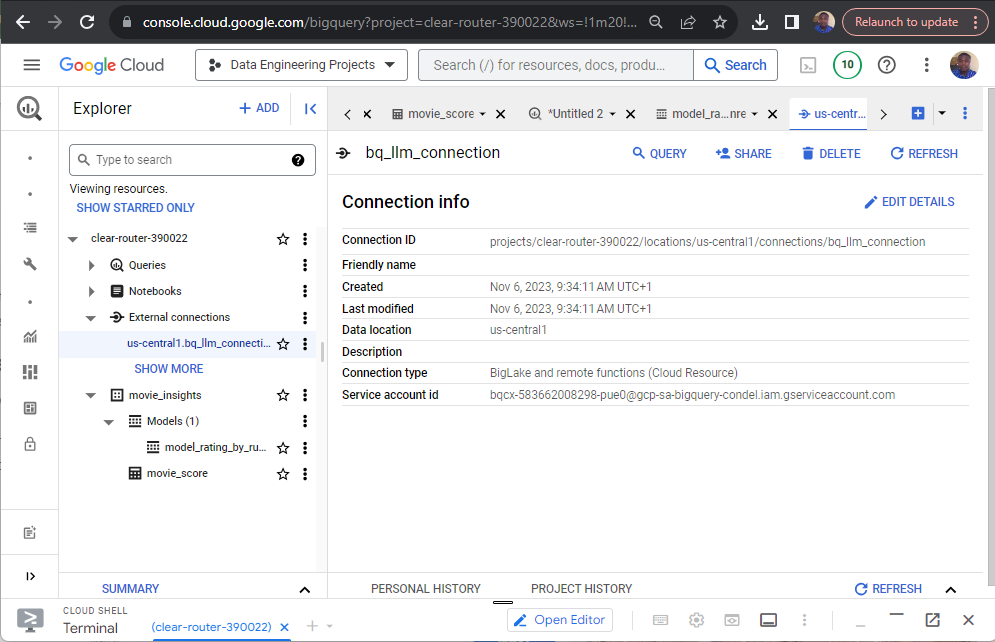 console.cloud.google.com/bigquery?project=clear-router-390022&ws=!1m20!...
Relaunch to update
Google Cloud
Data Engineering Projects
Search (/) for resources, docs, produ...
Search
10
Explorer
+ ADD
movie_score
*Untitled 2
model_ra...nre
us-centr...
Type to search
bq_llm_connection
QUERY
SHARE
DELETE
REFRESH
Viewing resources.
SHOW STARRED ONLY
Connection info
EDIT DETAILS
clear-router-390022
Queries
Notebooks
External connections
us-central1.bq_llm_connecti...
SHOW MORE
movie_insights
Models (1)
model_rating_by_ru...
movie_score
Connection ID projects/clear-router-390022/locations/us-central1/connections/bq_llm_connection
Friendly name
Created Nov 6, 2023, 9:34:11 AM UTC+1
Last modified Nov 6, 2023, 9:34:11 AM UTC+1
Data location us-central1
Description
Connection type BigLake and remote functions (Cloud Resource)
Service account id bqcx-583662008298-pue0@gcp-sa-bigquery-condel.iam.gserviceaccount.com
SUMMARY
PERSONAL HISTORY
PROJECT HISTORY
REFRESH
CLOUD SHELL
Terminal
(clear-router-390022)
Open Editor